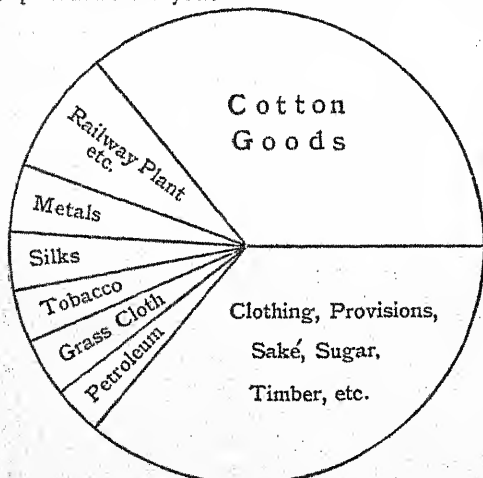 Cotton
Goods
Railway Plant
etc.
Metals
Silks
Tobacco
Grass Cloth
Petroleum
Clothing, Provisions,
Saké, Sugar,
Timber, etc.